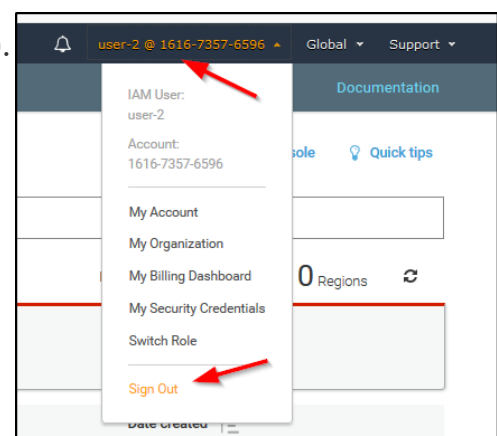 user-2 @ 1616-7357-6596 Global Support
IAM User: Documentation
user-2
Account:
1616-7357-6596 Quick tips
My Account
My Organization
My Billing Dashboard 0 Regions
My Security Credentials
Switch Role
Sign Out
Date created